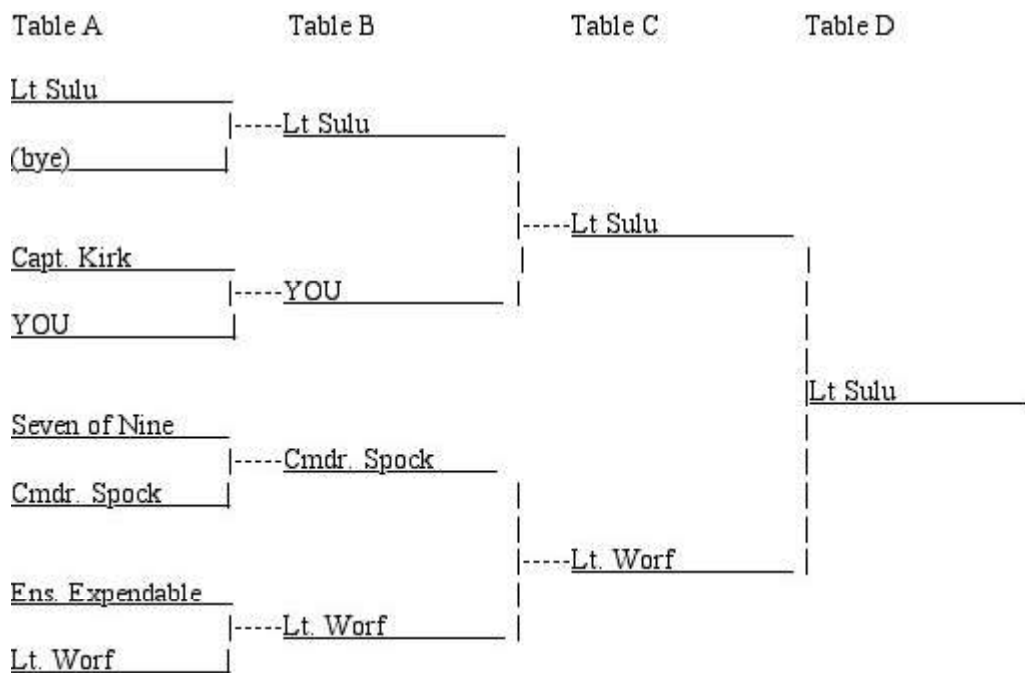 Table A Table B Table C Table D
Lt Sulu
Lt Sulu
(bye)
Lt Sulu
Capt. Kirk
YOU
YOU
Lt Sulu
Seven of Nine
Cmdr. Spock
Cmdr. Spock
Lt. Worf
Ens. Expendable
Lt. Worf
Lt. Worf